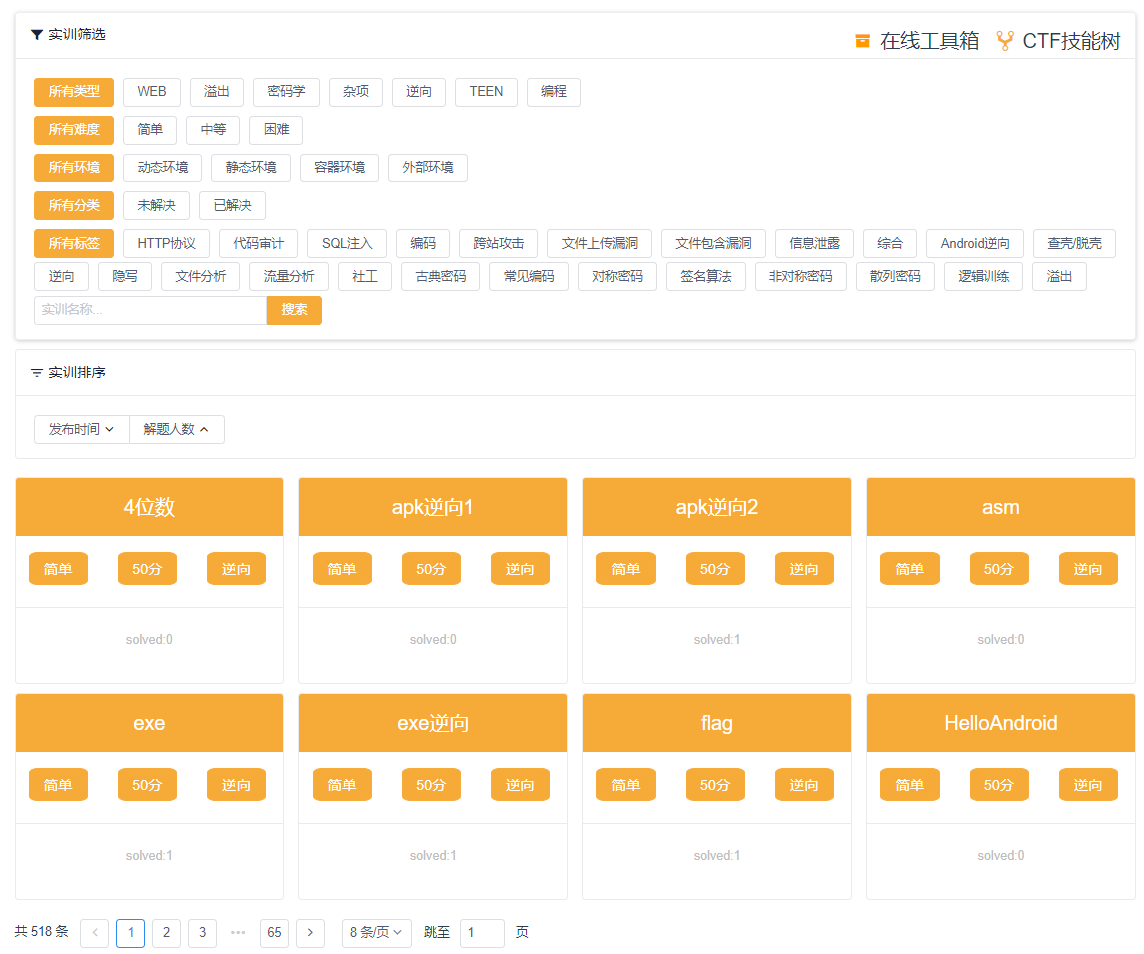 实训筛选
在线工具箱 CTF技能树
所有类型 WEB 溢出 密码学 杂项 逆向 TEEN 编程
所有难度 简单 中等 困难
所有环境 动态环境 静态环境 容器环境 外部环境
所有分类 未解决 已解决
所有标签 HTTP协议 代码审计 SQL注入 编码 跨站攻击 文件上传漏洞 文件包含漏洞 信息泄露 综合 Android逆向 查壳/脱壳
逆向 隐写 文件分析 流量分析 社工 古典密码 常见编码 对称密码 签名算法 非对称密码 散列密码 逻辑训练 溢出
实训名称... 搜索
实训排序
发布时间 解题人数
4位数 apk逆向1 apk逆向2 asm
简单 50分 逆向 简单 50分 逆向 简单 50分 逆向 简单 50分 逆向
solved:0 solved:0 solved:1 solved:0
exe exe逆向 flag HelloAndroid
简单 50分 逆向 简单 50分 逆向 简单 50分 逆向 简单 50分 逆向
solved:1 solved:1 solved:1 solved:0
共 518 条 1 2 3 ••• 65 8 条/页 跳至 1 页